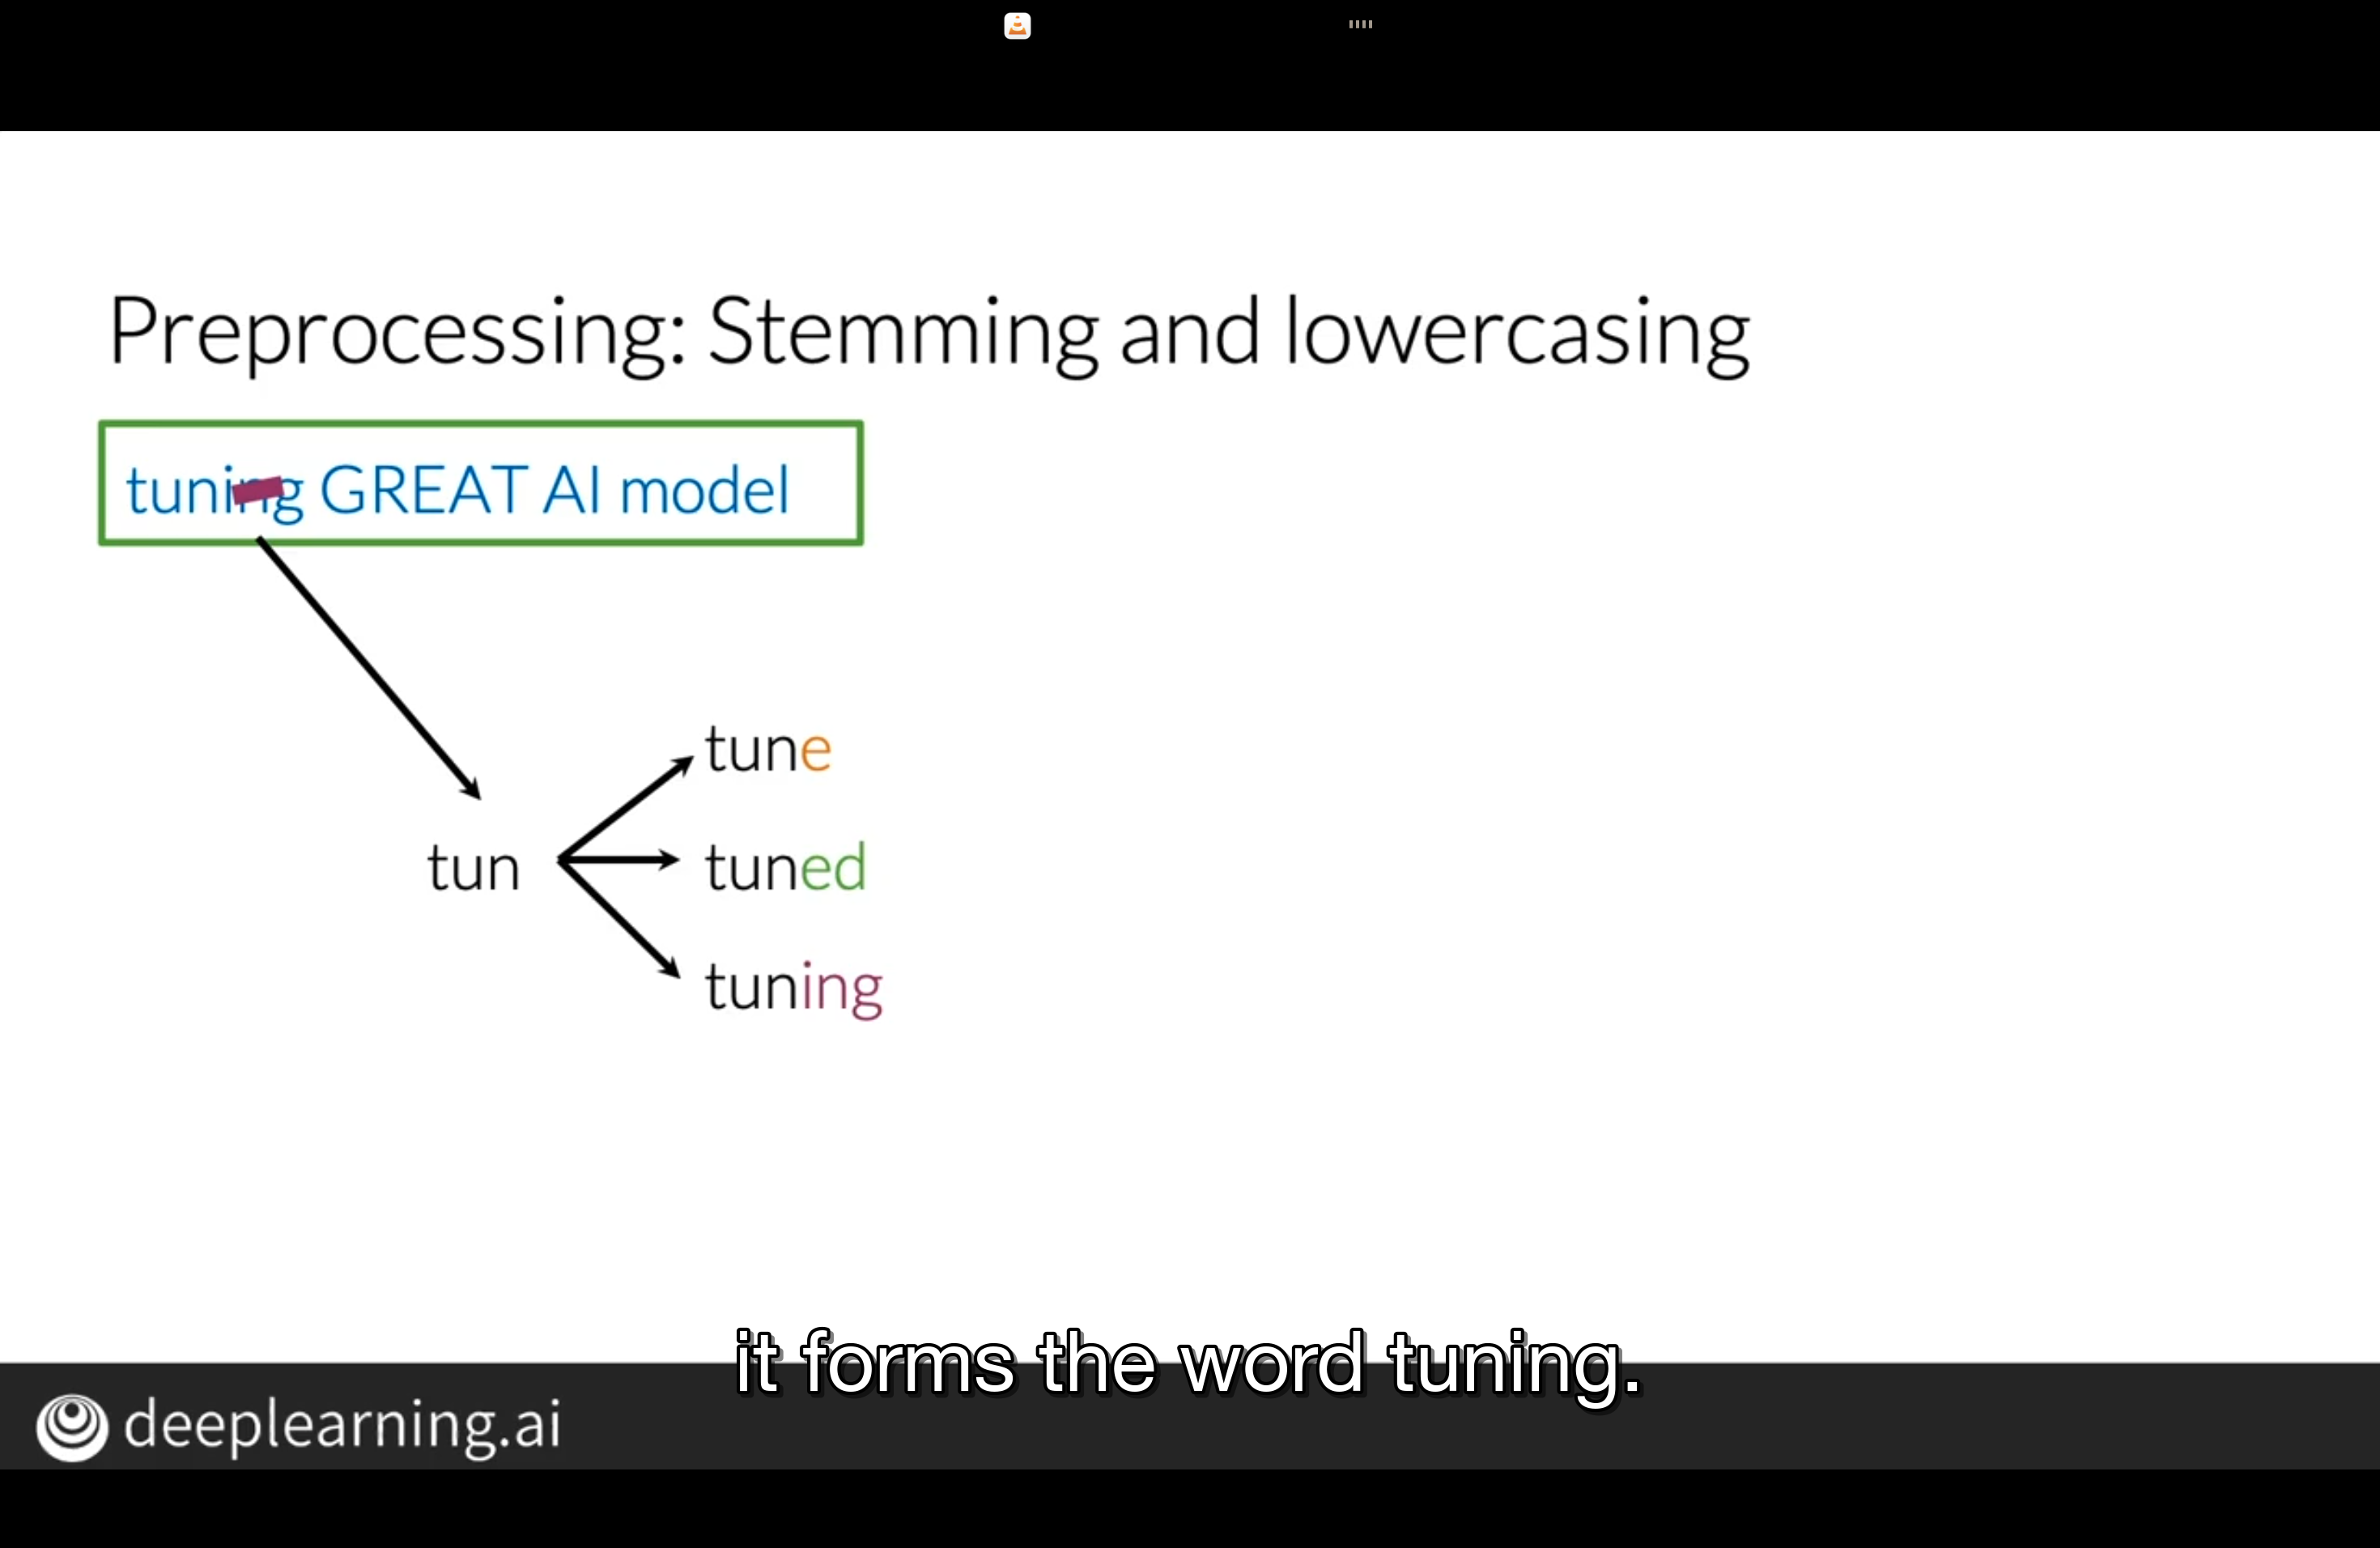 Preprocessing: Stemming and lowercasing
tuning GREAT AI model
tune
tun
tuned
tuning
it forms the word tuning.
deeplearning.ai